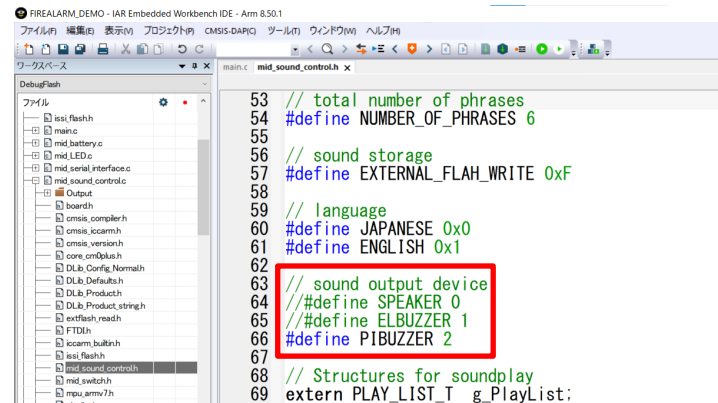 FIREALARM_DEMO - IAR Embedded Workbench IDE - Arm 8.50.1
ファイル(F) 編集(E) 表示(V) プロジェクト(P) CMSIS-DAP(C) ツール(T) ウィンドウ(W) ヘルプ(H)
ワークスペース
DebugFlash
ファイル
issi_flash.h
main.c
mid_battery.c
mid_LED.c
mid_serial_interface.c
mid_sound_control.c
Output
board.h
cmsis_compiler.h
cmsis_iccarm.h
cmsis_version.h
core_cm0plus.h
DLib_Config_Normal.h
DLib_Defaults.h
DLib_Product.h
DLib_Product_string.h
extflash_read.h
FTDI.h
iccarm_builtin.h
issi_flash.h
mid_sound_control.h
mid_switch.h
mpu_armv7.h
main.c mid_sound_control.h
53 // total number of phrases
54 #define NUMBER_OF_PHRASES 6
55
56 // sound storage
57 #define EXTERNAL_FLAH_WRITE 0xF
58
59 // language
60 #define JAPANESE 0x0
61 #define ENGLISH 0x1
62
63 // sound output device
64 //#define SPEAKER 0
65 //#define ELBUZZER 1
66 #define PIBUZZER 2
67
68 // Structures for soundplay
69 extern PLAY_LIST_T g_PlayList;